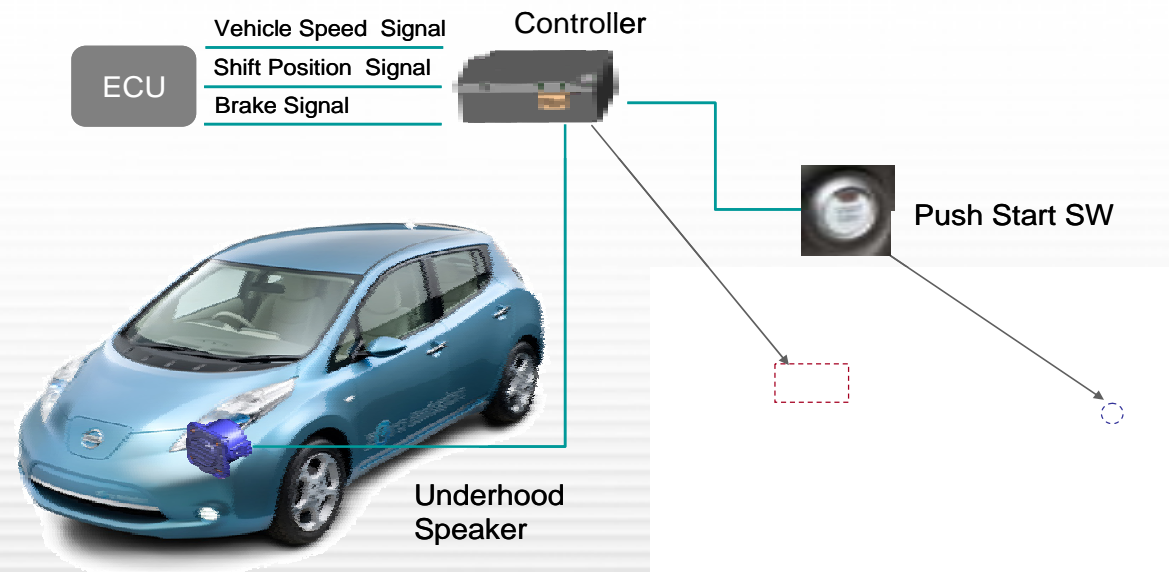 Controller
Vehicle Speed Signal
Shift Position Signal
Brake Signal
ECU
Push Start SW
Underhood
Speaker